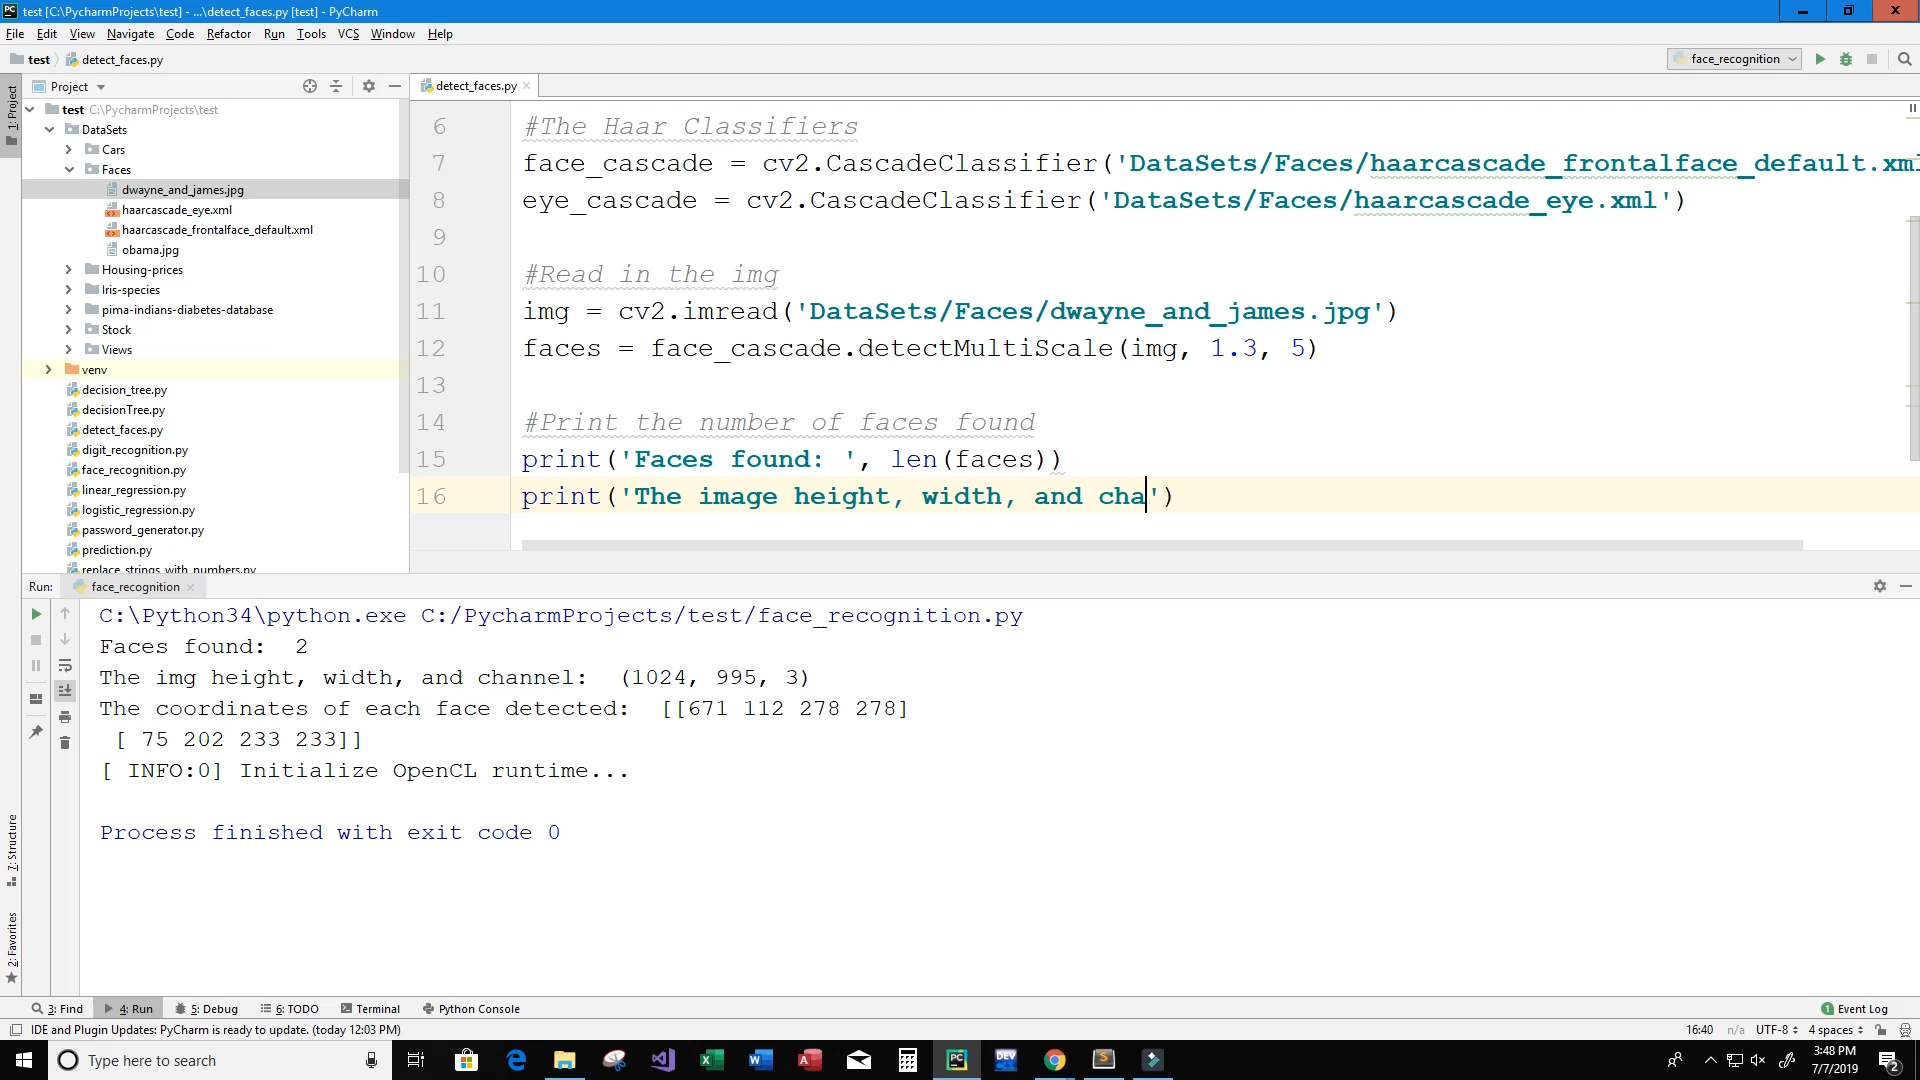 test [C:\PycharmProjects\test] - ...\detect_faces.py [test] - PyCharm
File Edit View Navigate Code Refactor Run Tools VCS Window Help
test detect_faces.py face_recognition
1: Project
Project
detect_faces.py
test C:\PycharmProjects\test
DataSets
Cars
Faces
dwayne_and_james.jpg
haarcascade_eye.xml
haarcascade_frontalface_default.xml
obama.jpg
Housing-prices
Iris-species
pima-indians-diabetes-database
Stock
Views
venv
decision_tree.py
decisionTree.py
detect_faces.py
digit_recognition.py
face_recognition.py
linear_regression.py
logistic_regression.py
password_generator.py
prediction.py
replace_strings_with_numbers.py
6 #The Haar Classifiers
7 face_cascade = cv2.CascadeClassifier('DataSets/Faces/haarcascade_frontalface_default.xml
8 eye_cascade = cv2.CascadeClassifier('DataSets/Faces/haarcascade_eye.xml')
9
10 #Read in the img
11 img = cv2.imread('DataSets/Faces/dwayne_and_james.jpg')
12 faces = face_cascade.detectMultiScale(img, 1.3, 5)
13
14 #Print the number of faces found
15 print('Faces found: ', len(faces))
16 print('The image height, width, and cha')
Run: face_recognition
C:\Python34\python.exe C:/PycharmProjects/test/face_recognition.py
Faces found:  2
The img height, width, and channel:  (1024, 995, 3)
The coordinates of each face detected:  [[671 112 278 278]
[ 75 202 233 233]]
[ INFO:0] Initialize OpenCL runtime...
Process finished with exit code 0
7: Structure
2: Favorites
3: Find 4: Run 5: Debug 6: TODO Terminal Python Console 1 Event Log
IDE and Plugin Updates: PyCharm is ready to update. (today 12:03 PM) 16:40 n/a UTF-8 4 spaces
Type here to search
3:48 PM
7/7/2019
2